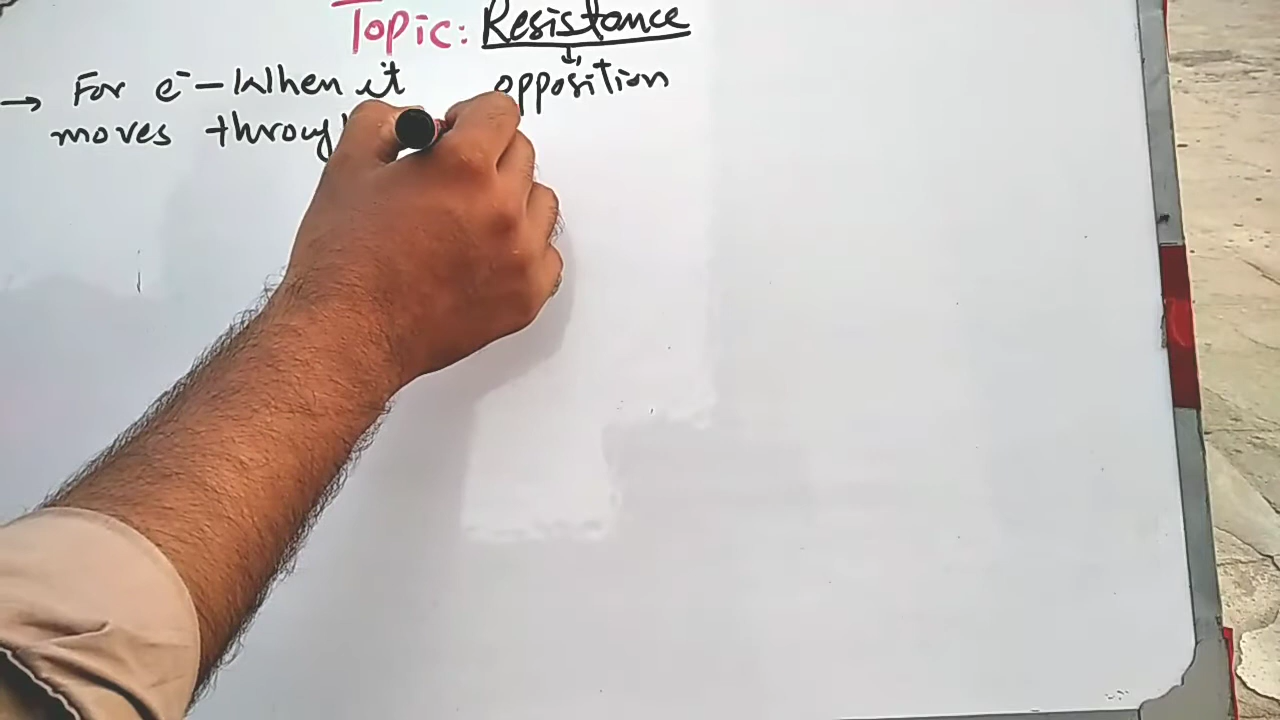 Topic: Resistance
↓
opposition
→ For e⁻ - When it
moves throug